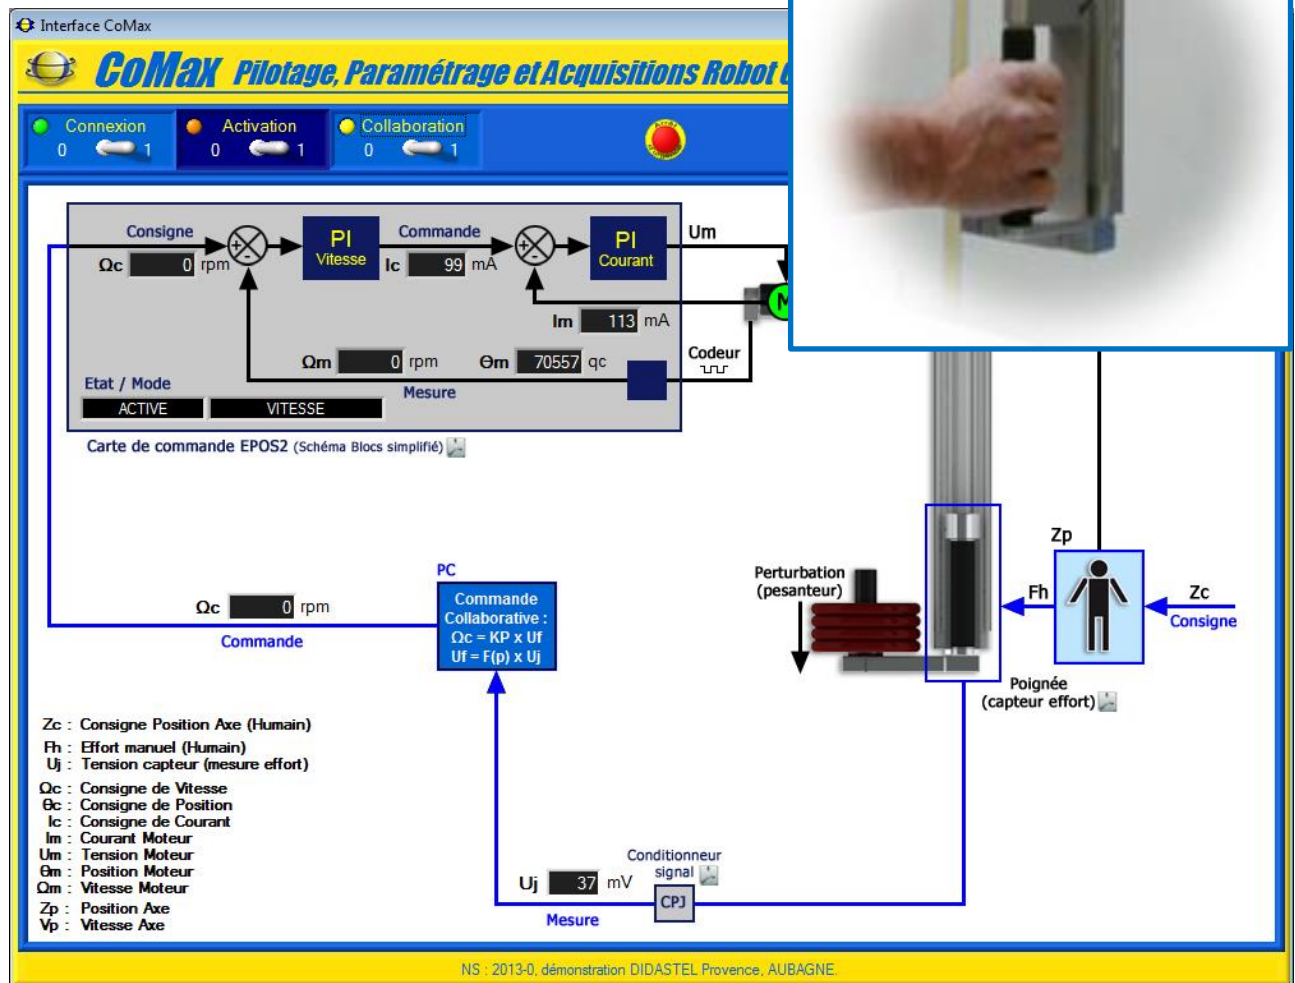 Interface CoMax
CoMax Pilotage, Paramétrage et Acquisitions Robot
Connexion
0 1
Activation
0 1
Collaboration
0 1
Consigne
Ωc 0 rpm
+
-
PI
Vitesse
Commande
Ic 99 mA
+
-
PI
Courant
Um
M
Im 113 mA
Ωm 0 rpm
Θm 70557 qc
Mesure
Codeur
Etat / Mode
ACTIVE VITESSE
Carte de commande EPOS2 (Schéma Blocs simplifié)
Ωc 0 rpm
Commande
PC
Commande
Collaborative :
Ωc = KP x Uf
Uf = F(p) x Uj
Perturbation
(pesanteur)
Zp
Fh
Zc
Consigne
Poignée
(capteur effort)
Zc : Consigne Position Axe (Humain)
Fh : Effort manuel (Humain)
Uj : Tension capteur (mesure effort)
Ωc : Consigne de Vitesse
Θc : Consigne de Position
Ic : Consigne de Courant
Im : Courant Moteur
Um : Tension Moteur
Θm : Position Moteur
Ωm : Vitesse Moteur
Zp : Position Axe
Vp : Vitesse Axe
Uj 37 mV
Mesure
Conditionneur
signal
CPJ
NS : 2013-0, démonstration DIDASTEL Provence, AUBAGNE.